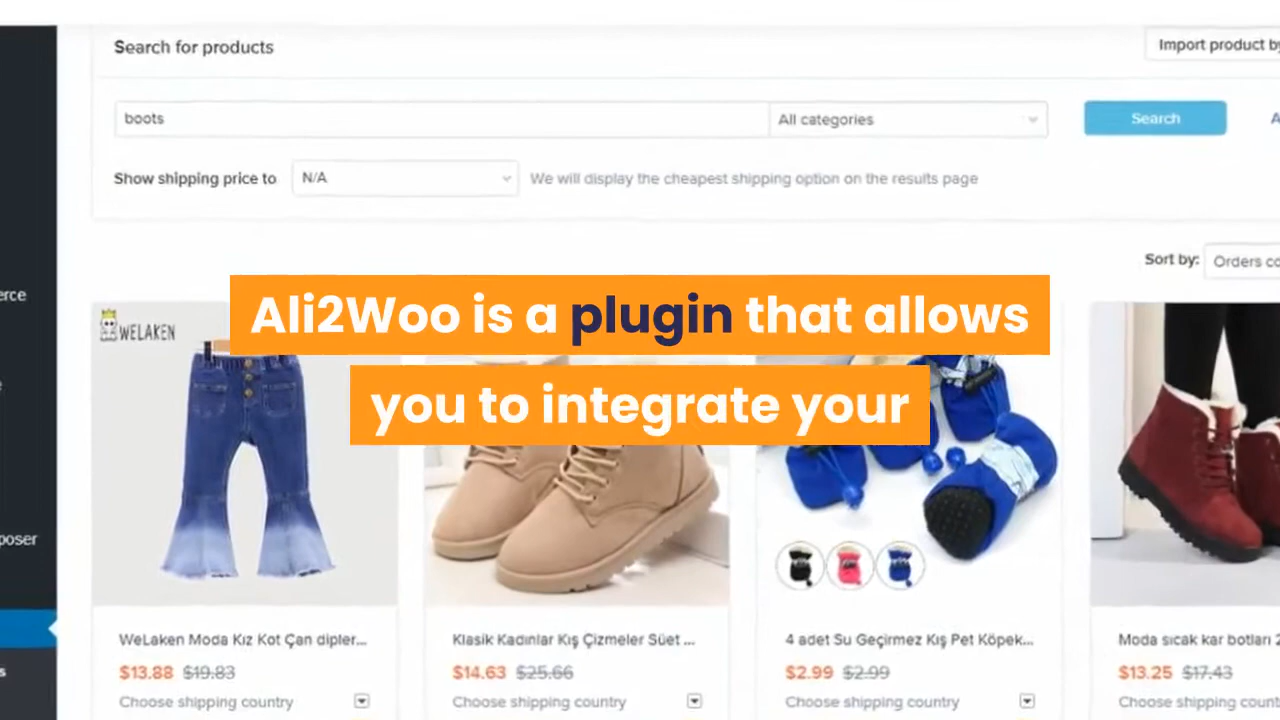 Search for products
Import product by
boots
All categories
Search
A
Show shipping price to
N/A
We will display the cheapest shipping option on the results page
Sort by:
Orders co
erce
WELAKEN
Ali2Woo is a plugin that allows
you to integrate your
poser
s
WeLaken Moda Kız Kot Çan dipler...
Klasik Kadınlar Kış Çizmeler Süet ...
4 adet Su Geçirmez Kış Pet Köpek...
Moda sıcak kar botları 2
$13.88 $19.83
$14.63 $25.66
$2.99 $2.99
$13.25 $17.43
Choose shipping country
Choose shipping country
Choose shipping country
Choose shipping count